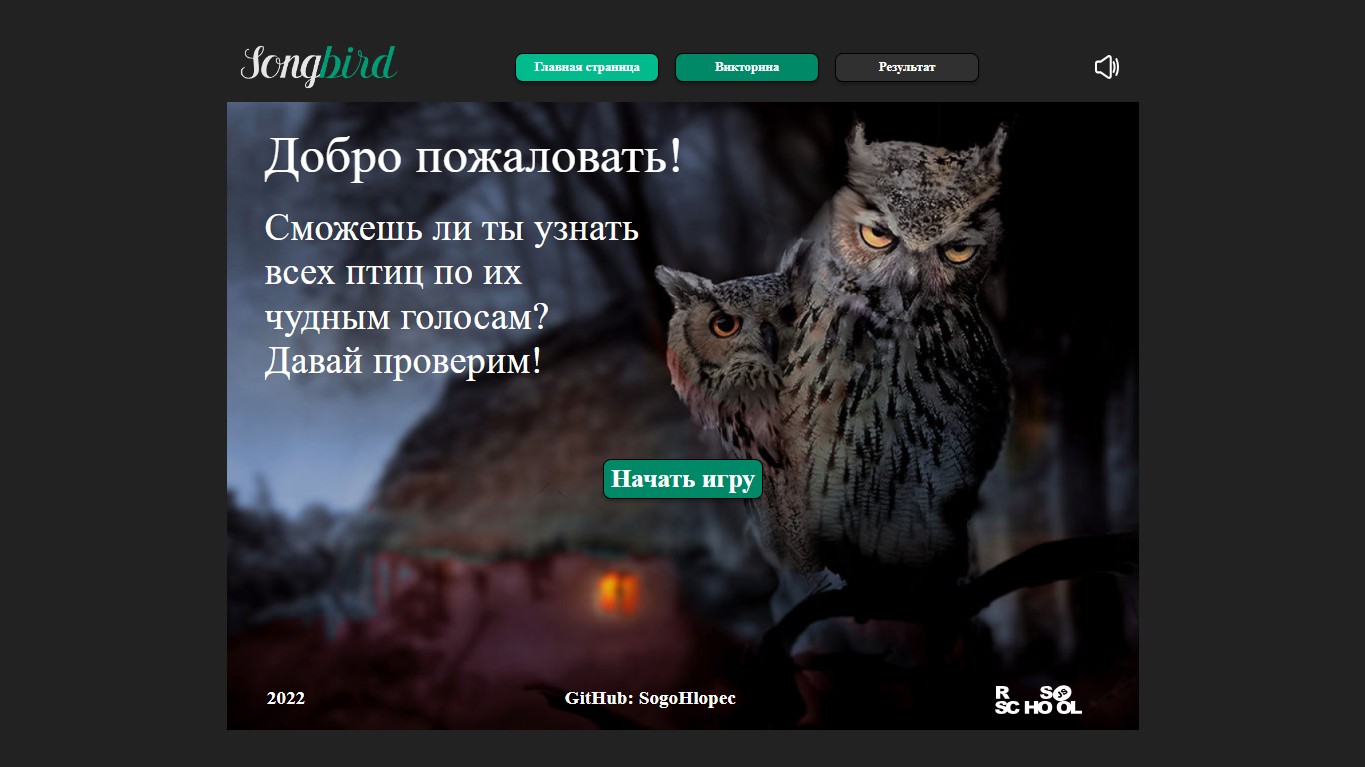 Songbird
Главная страница
Викторина
Результат
Добро пожаловать!
Сможешь ли ты узнать
всех птиц по их
чудным голосам?
Давай проверим!
Начать игру
2022
GitHub: SogoHlopec
R SO
SCHOOL